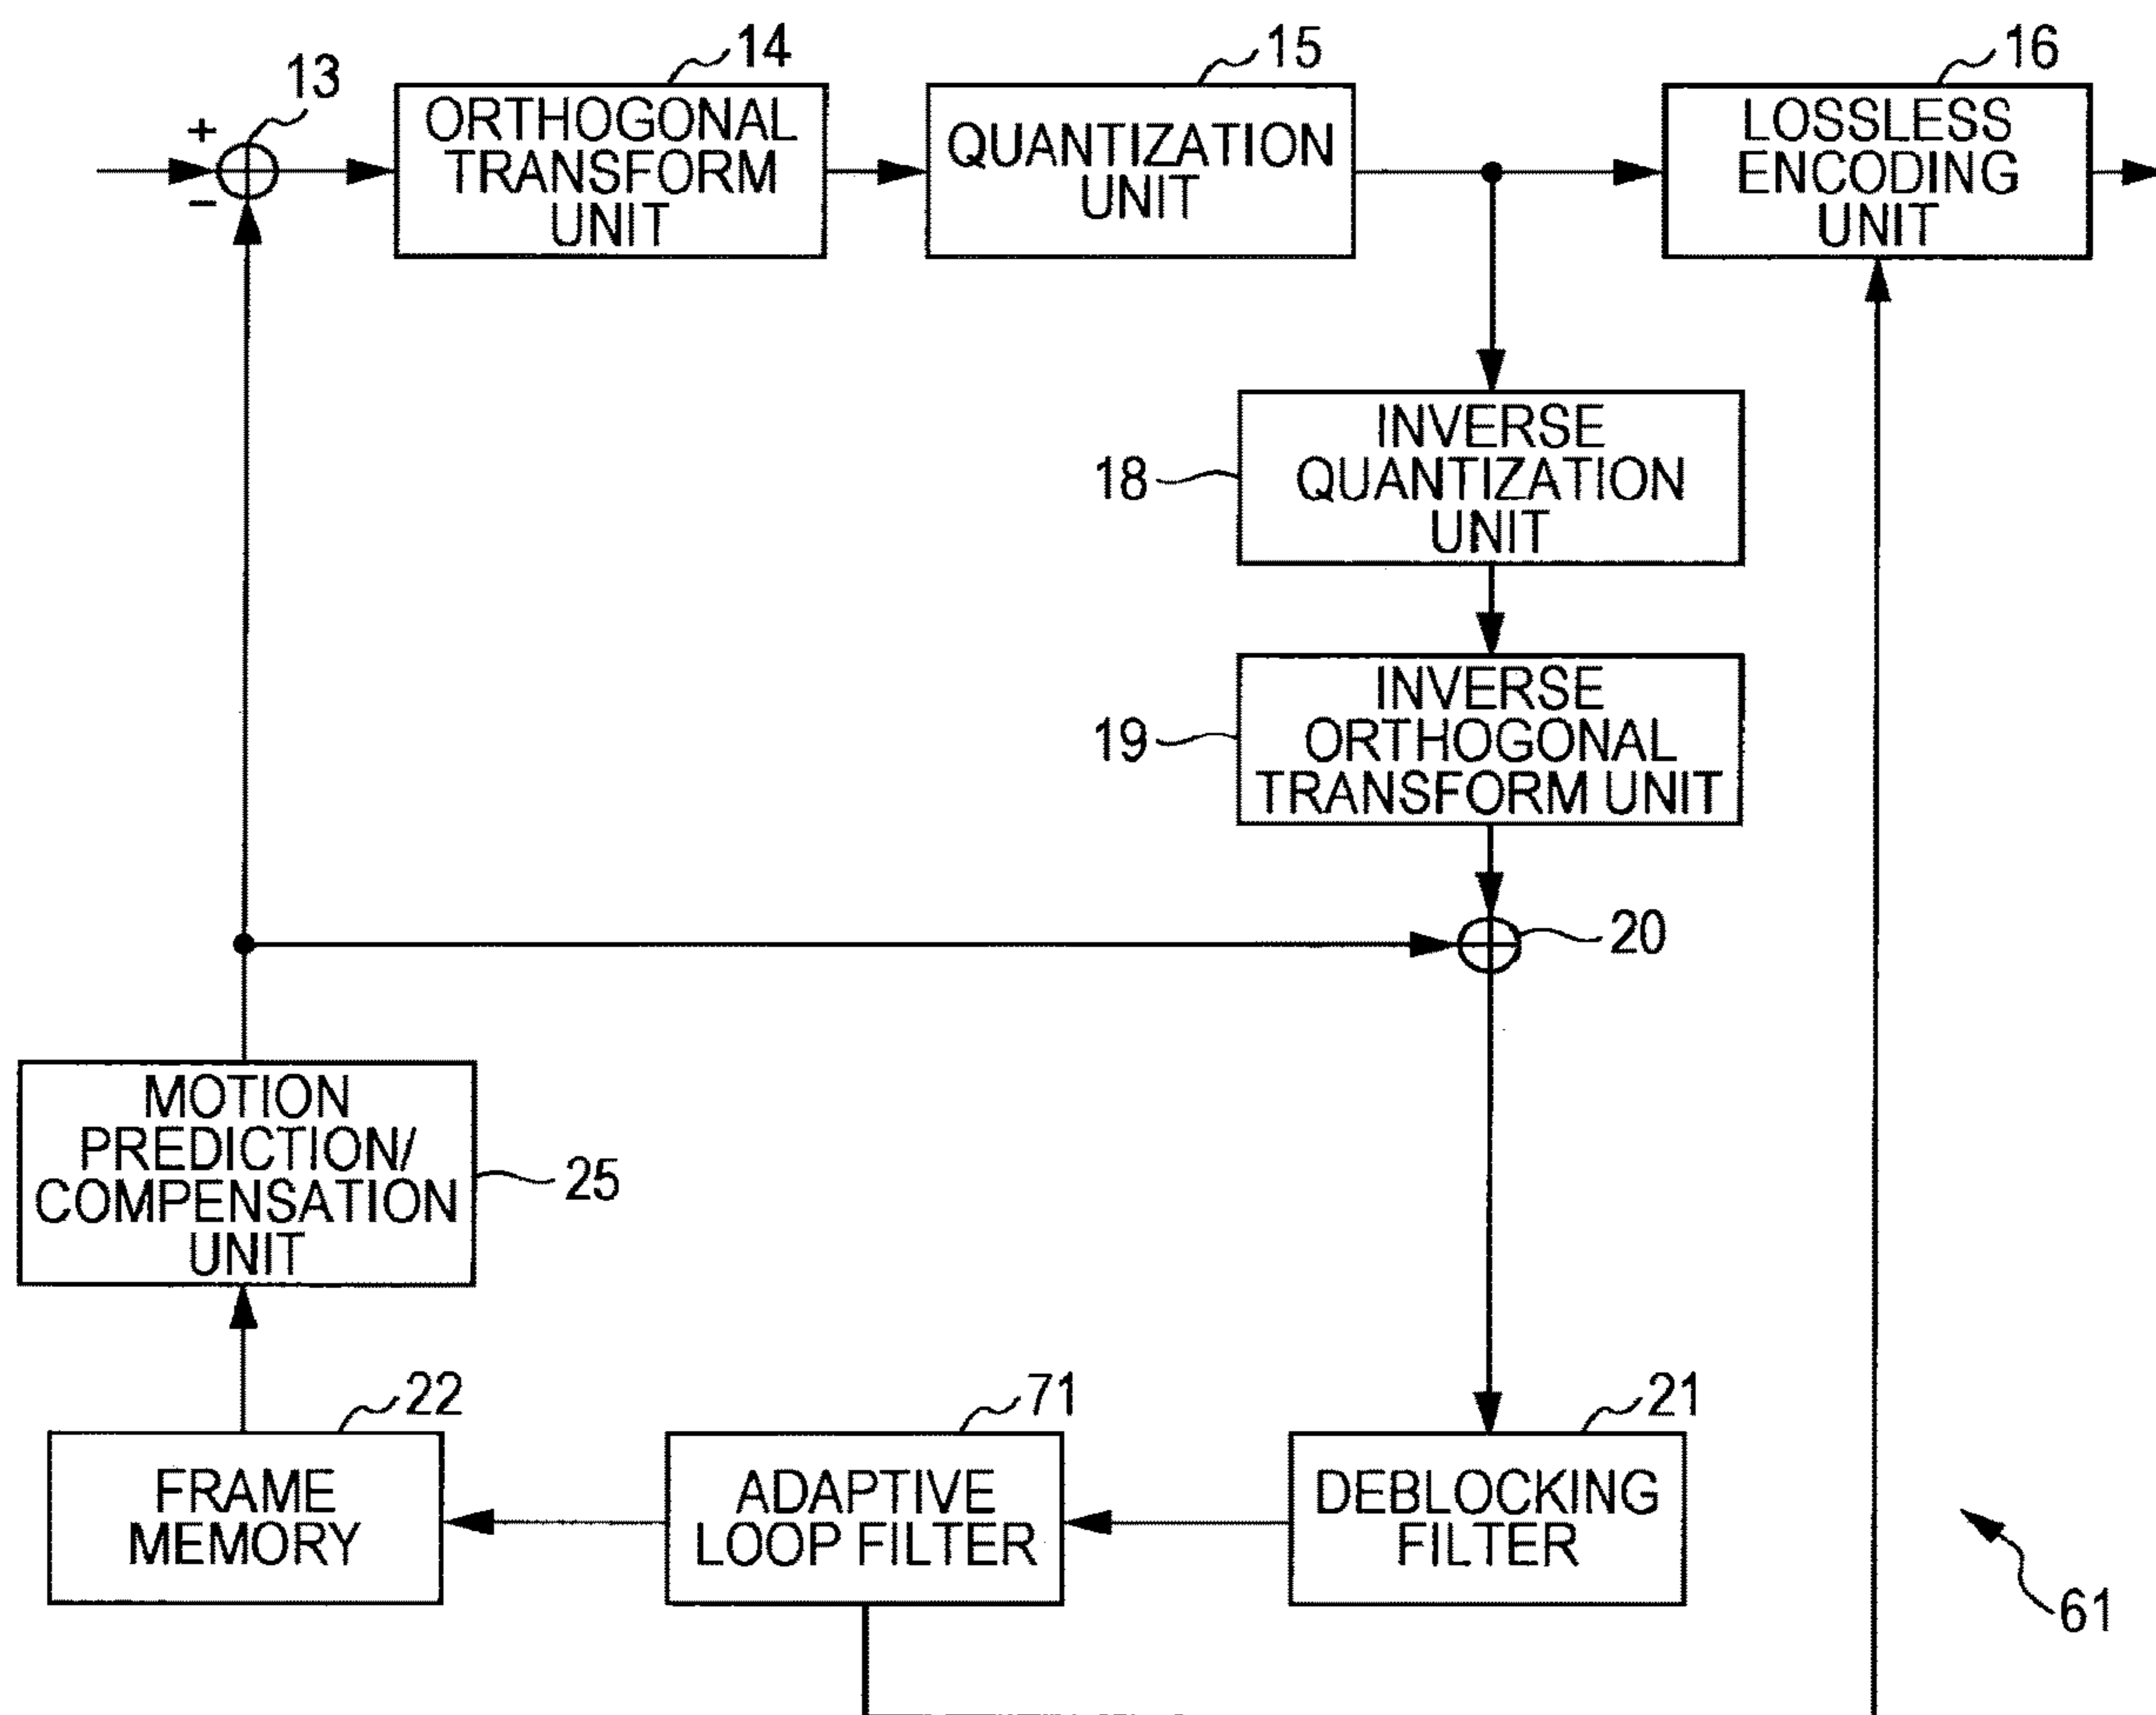 13
14
15
16
+
−
ORTHOGONAL
TRANSFORM
UNIT
QUANTIZATION
UNIT
LOSSLESS
ENCODING
UNIT
18
INVERSE
QUANTIZATION
UNIT
19
INVERSE
ORTHOGONAL
TRANSFORM UNIT
20
MOTION
PREDICTION/
COMPENSATION
UNIT
25
22
71
21
FRAME
MEMORY
ADAPTIVE
LOOP FILTER
DEBLOCKING
FILTER
61